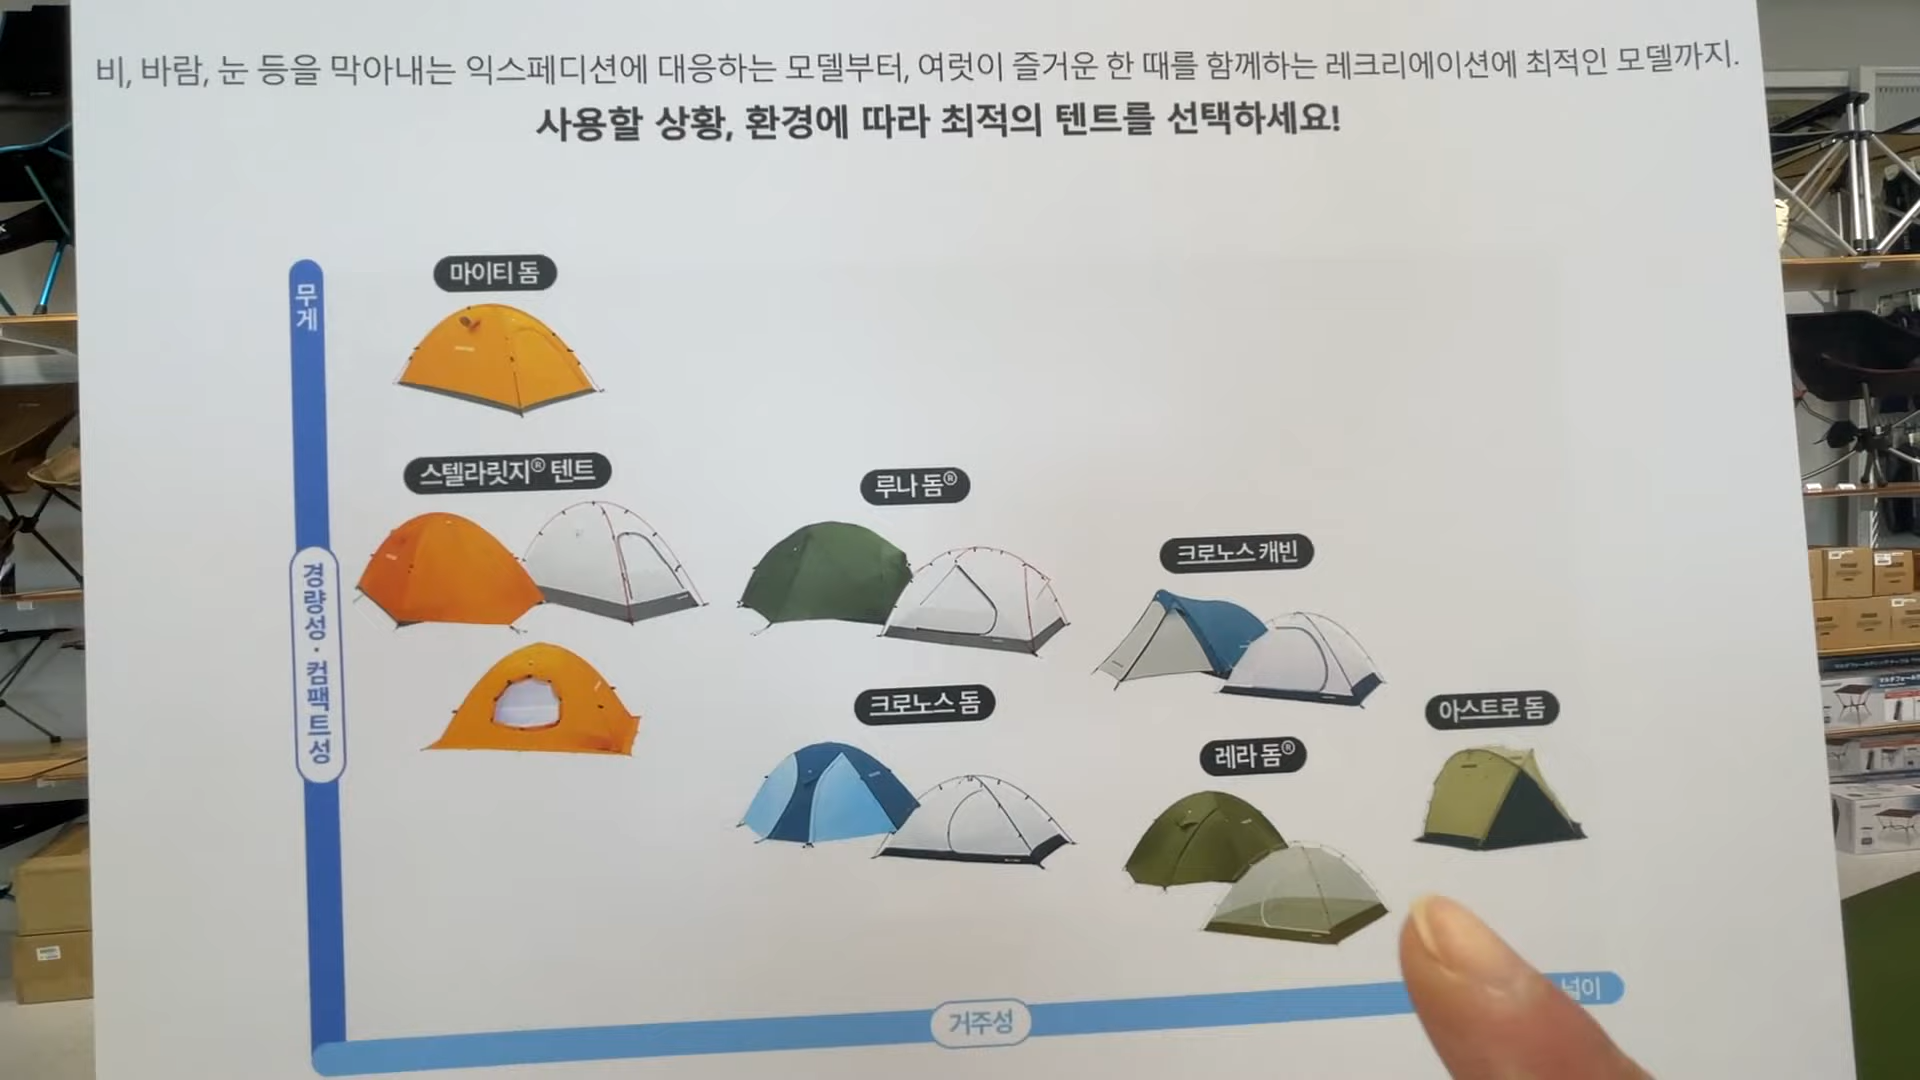 비, 바람, 눈 등을 막아내는 익스페디션에 대응하는 모델부터, 여럿이 즐거운 한 때를 함께하는 레크리에이션에 최적인 모델까지.
사용할 상황, 환경에 따라 최적의 텐트를 선택하세요!
무게
마이티 돔
스텔라릿지® 텐트
루나 돔®
크로노스 캐빈
경량성·컴팩트성
크로노스 돔
아스트로 돔
레라 돔®
넓이
거주성